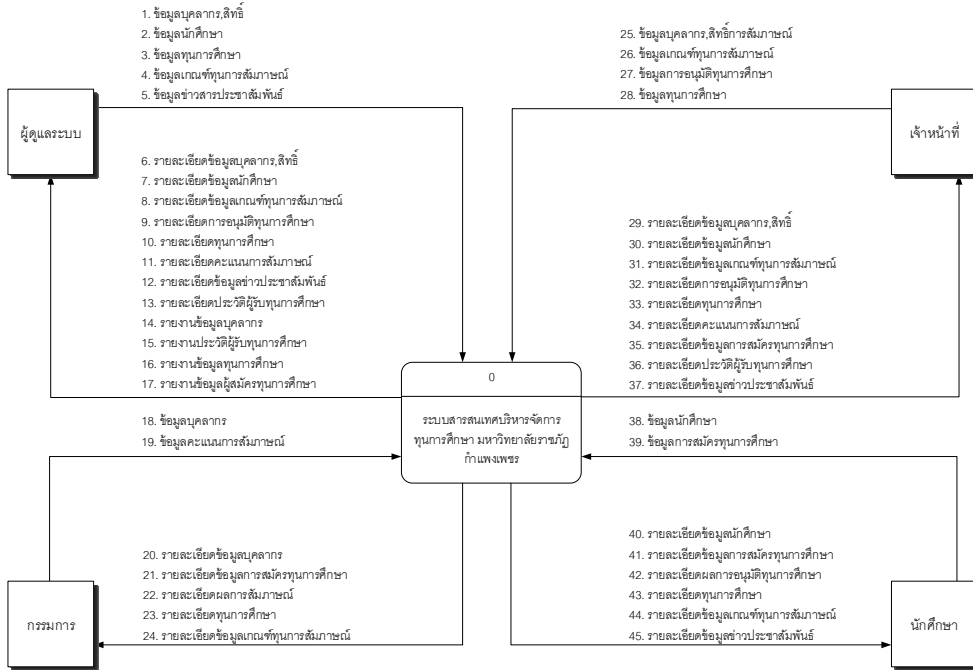 1. ข้อมูลบุคลากร,สิทธิ์
2. ข้อมูลนักศึกษา
3. ข้อมูลทุนการศึกษา
4. ข้อมูลเกณฑ์ทุนการสัมภาษณ์
5. ข้อมูลข่าวสารประชาสัมพันธ์
25. ข้อมูลบุคลากร,สิทธิ์การสัมภาษณ์
26. ข้อมูลเกณฑ์ทุนการสัมภาษณ์
27. ข้อมูลการอนุมัติทุนการศึกษา
28. ข้อมูลทุนการศึกษา
ผู้ดูแลระบบ
เจ้าหน้าที่
6. รายละเอียดข้อมูลบุคลากร,สิทธิ์
7. รายละเอียดข้อมูลนักศึกษา
8. รายละเอียดข้อมูลเกณฑ์ทุนการสัมภาษณ์
9. รายละเอียดการอนุมัติทุนการศึกษา
10. รายละเอียดทุนการศึกษา
11. รายละเอียดคะแนนการสัมภาษณ์
12. รายละเอียดข้อมูลข่าวประชาสัมพันธ์
13. รายละเอียดประวัติผู้รับทุนการศึกษา
14. รายงานข้อมูลบุคลากร
15. รายงานประวัติผู้รับทุนการศึกษา
16. รายงานข้อมูลทุนการศึกษา
17. รายงานข้อมูลผู้สมัครทุนการศึกษา
29. รายละเอียดข้อมูลบุคลากร,สิทธิ์
30. รายละเอียดข้อมูลนักศึกษา
31. รายละเอียดข้อมูลเกณฑ์ทุนการสัมภาษณ์
32. รายละเอียดการอนุมัติทุนการศึกษา
33. รายละเอียดทุนการศึกษา
34. รายละเอียดคะแนนการสัมภาษณ์
35. รายละเอียดข้อมูลการสมัครทุนการศึกษา
36. รายละเอียดประวัติผู้รับทุนการศึกษา
37. รายละเอียดข้อมูลข่าวประชาสัมพันธ์
0
ระบบสารสนเทศบริหารจัดการ
ทุนการศึกษา มหาวิทยาลัยราชภัฏ
กำแพงเพชร
18. ข้อมูลบุคลากร
19. ข้อมูลคะแนนการสัมภาษณ์
38. ข้อมูลนักศึกษา
39. ข้อมูลการสมัครทุนการศึกษา
20. รายละเอียดข้อมูลบุคลากร
21. รายละเอียดข้อมูลการสมัครทุนการศึกษา
22. รายละเอียดผลการสัมภาษณ์
23. รายละเอียดทุนการศึกษา
24. รายละเอียดข้อมูลเกณฑ์ทุนการสัมภาษณ์
40. รายละเอียดข้อมูลนักศึกษา
41. รายละเอียดข้อมูลการสมัครทุนการศึกษา
42. รายละเอียดผลการอนุมัติทุนการศึกษา
43. รายละเอียดทุนการศึกษา
44. รายละเอียดข้อมูลเกณฑ์ทุนการสัมภาษณ์
45. รายละเอียดข้อมูลข่าวประชาสัมพันธ์
กรรมการ
นักศึกษา